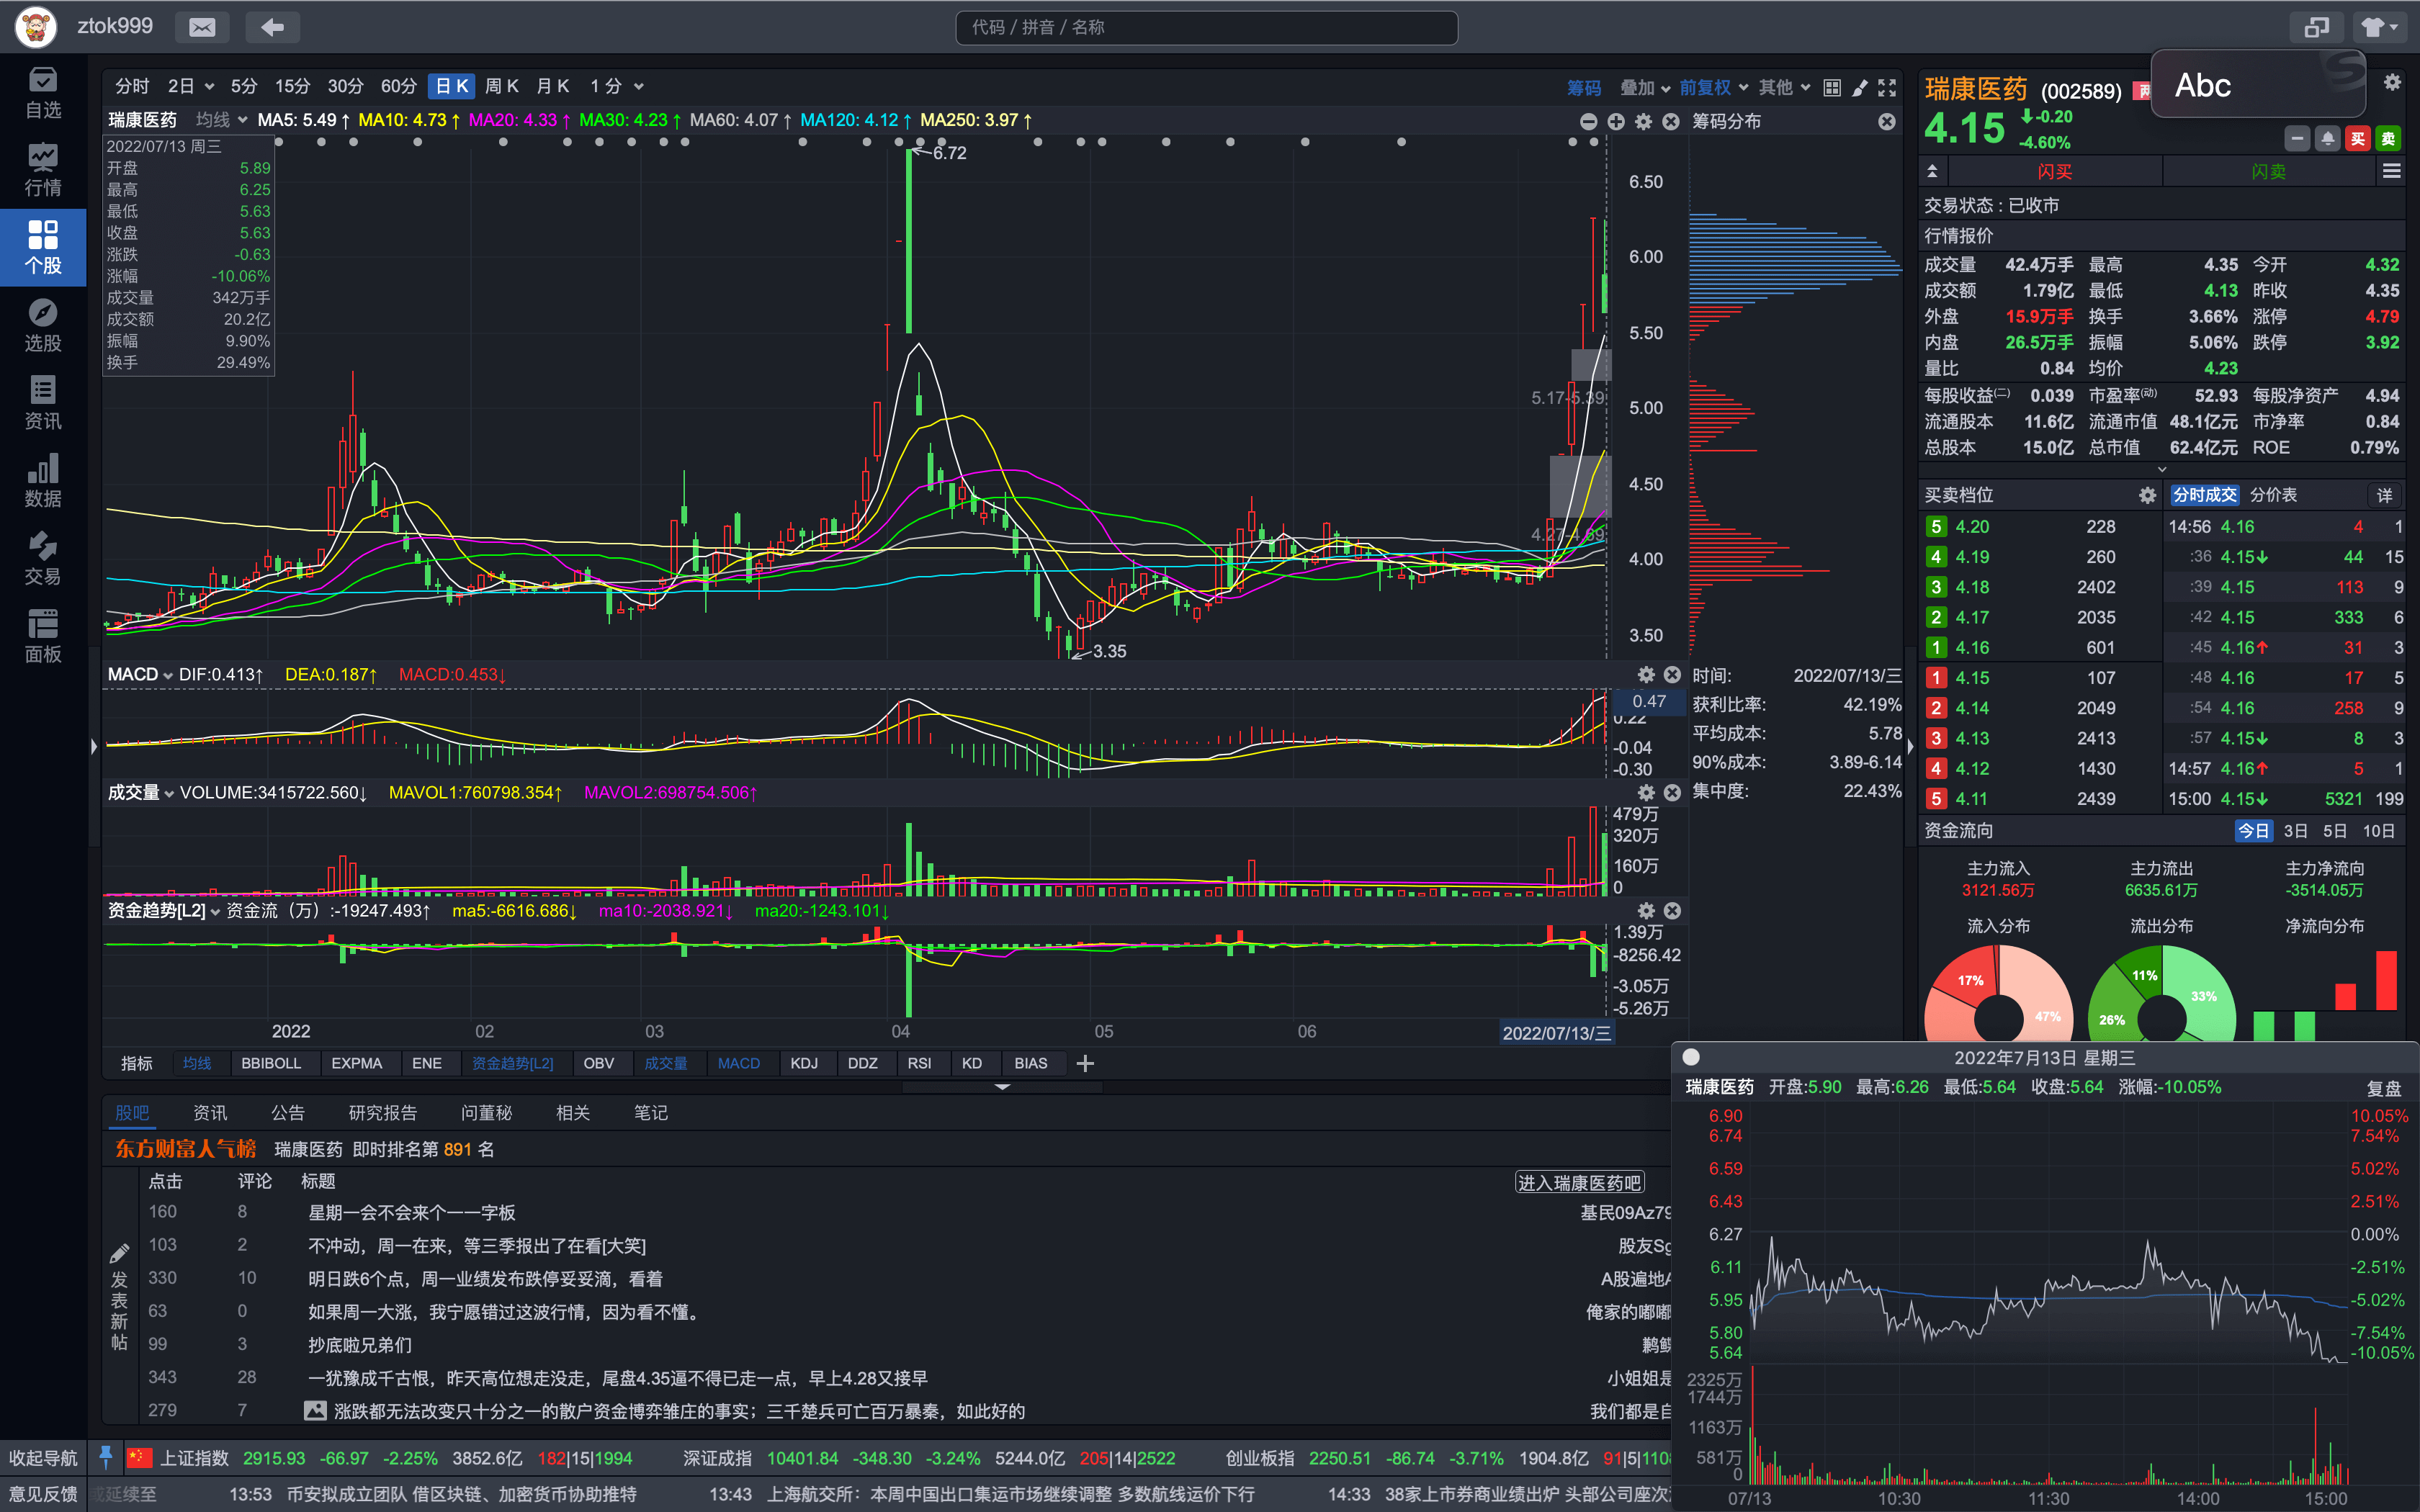 ztok999
代码 / 拼音 / 名称
Abc
自选
行情
个股
选股
资讯
数据
交易
面板
收起导航
意见反馈
分时 2日 5分 15分 30分 60分 日K 周K 月K 1分
筹码 叠加 前复权 其他
瑞康医药 均线 MA5: 5.49↑ MA10: 4.73↑ MA20: 4.33↑ MA30: 4.23↑ MA60: 4.07↑ MA120: 4.12↑ MA250: 3.97↑
2022/07/13 周三
开盘 5.89
最高 6.25
最低 5.63
收盘 5.63
涨跌 -0.63
涨幅 -10.06%
成交量 342万手
成交额 20.2亿
振幅 9.90%
换手 29.49%
6.72
5.17-5.39
4.27-4.69
3.35
6.50
6.00
5.50
5.00
4.50
4.00
3.50
筹码分布
时间: 2022/07/13/三
获利比率: 42.19%
平均成本: 5.78
90%成本: 3.89-6.14
集中度: 22.43%
MACD DIF:0.413↑ DEA:0.187↑ MACD:0.453↓
0.47
0.22
-0.04
-0.30
成交量 VOLUME:3415722.560↓ MAVOL1:760798.354↑ MAVOL2:698754.506↑
479万
320万
160万
0
资金趋势[L2] 资金流（万）:-19247.493↑ ma5:-6616.686↓ ma10:-2038.921↓ ma20:-1243.101↓
1.39万
-8256.42
-3.05万
-5.26万
2022 02 03 04 05 06 2022/07/13/三
指标 均线 BBIBOLL EXPMA ENE 资金趋势[L2] OBV 成交量 MACD KDJ DDZ RSI KD BIAS
股吧 资讯 公告 研究报告 问董秘 相关 笔记
东方财富人气榜 瑞康医药 即时排名第 891 名
点击 评论 标题 进入瑞康医药吧
发表新帖
160 8 星期一会不会来个一一字板 基民09Az79
103 2 不冲动，周一在来，等三季报出了在看[大笑] 股友Sg
330 10 明日跌6个点，周一业绩发布跌停妥妥滴，看着 A股遍地
63 0 如果周一大涨，我宁愿错过这波行情，因为看不懂。 俺家的嘟嘟
99 3 抄底啦兄弟们
343 28 一犹豫成千古恨，昨天高位想走没走，尾盘4.35逼不得已走一点，早上4.28又接早 小姐姐是
279 7 涨跌都无法改变只十分之一的散户资金博弈雏庄的事实；三千楚兵可亡百万暴秦，如此好的 我们都是自
瑞康医药 (002589)
4.15 -0.20
-4.60%
买 卖
闪买 闪卖
交易状态 : 已收市
行情报价
成交量 42.4万手 最高 4.35 今开 4.32
成交额 1.79亿 最低 4.13 昨收 4.35
外盘 15.9万手 换手 3.66% 涨停 4.79
内盘 26.5万手 振幅 5.06% 跌停 3.92
量比 0.84 均价 4.23
每股收益(二) 0.039 市盈率(动) 52.93 每股净资产 4.94
流通股本 11.6亿 流通市值 48.1亿元 市净率 0.84
总股本 15.0亿 总市值 62.4亿元 ROE 0.79%
买卖档位 分时成交 分价表 详
5 4.20 228 14:56 4.16 4 1
4 4.19 260 :36 4.15↓ 44 15
3 4.18 2402 :39 4.15 113 9
2 4.17 2035 :42 4.15 333 6
1 4.16 601 :45 4.16↑ 31 3
1 4.15 107 :48 4.16 17 5
2 4.14 2049 :54 4.16 258 9
3 4.13 2413 :57 4.15↓ 8 3
4 4.12 1430 14:57 4.16↑ 5 1
5 4.11 2439 15:00 4.15↓ 5321 199
资金流向 今日 3日 5日 10日
主力流入 主力流出 主力净流向
3121.56万 6635.61万 -3514.05万
流入分布 流出分布 净流向分布
17% 47% 11% 33% 26%
2022年7月13日 星期三
瑞康医药 开盘:5.90 最高:6.26 最低:5.64 收盘:5.64 涨幅:-10.05% 复盘
6.90 10.05%
6.74 7.54%
6.59 5.02%
6.43 2.51%
6.27 0.00%
6.11 -2.51%
5.95 -5.02%
5.80 -7.54%
5.64 -10.05%
2325万
1744万
1163万
581万
0
07/13 10:30 11:30 14:00 15:00
上证指数 2915.93 -66.97 -2.25% 3852.6亿 182|15|1994 深证成指 10401.84 -348.30 -3.24% 5244.0亿 205|14|2522 创业板指 2250.51 -86.74 -3.71% 1904.8亿 91|5|110
或延续至 13:53 币安拟成立团队 借区块链、加密货币协助推特 13:43 上海航交所：本周中国出口集运市场继续调整 多数航线运价下行 14:33 38家上市券商业绩出炉 头部公司座次